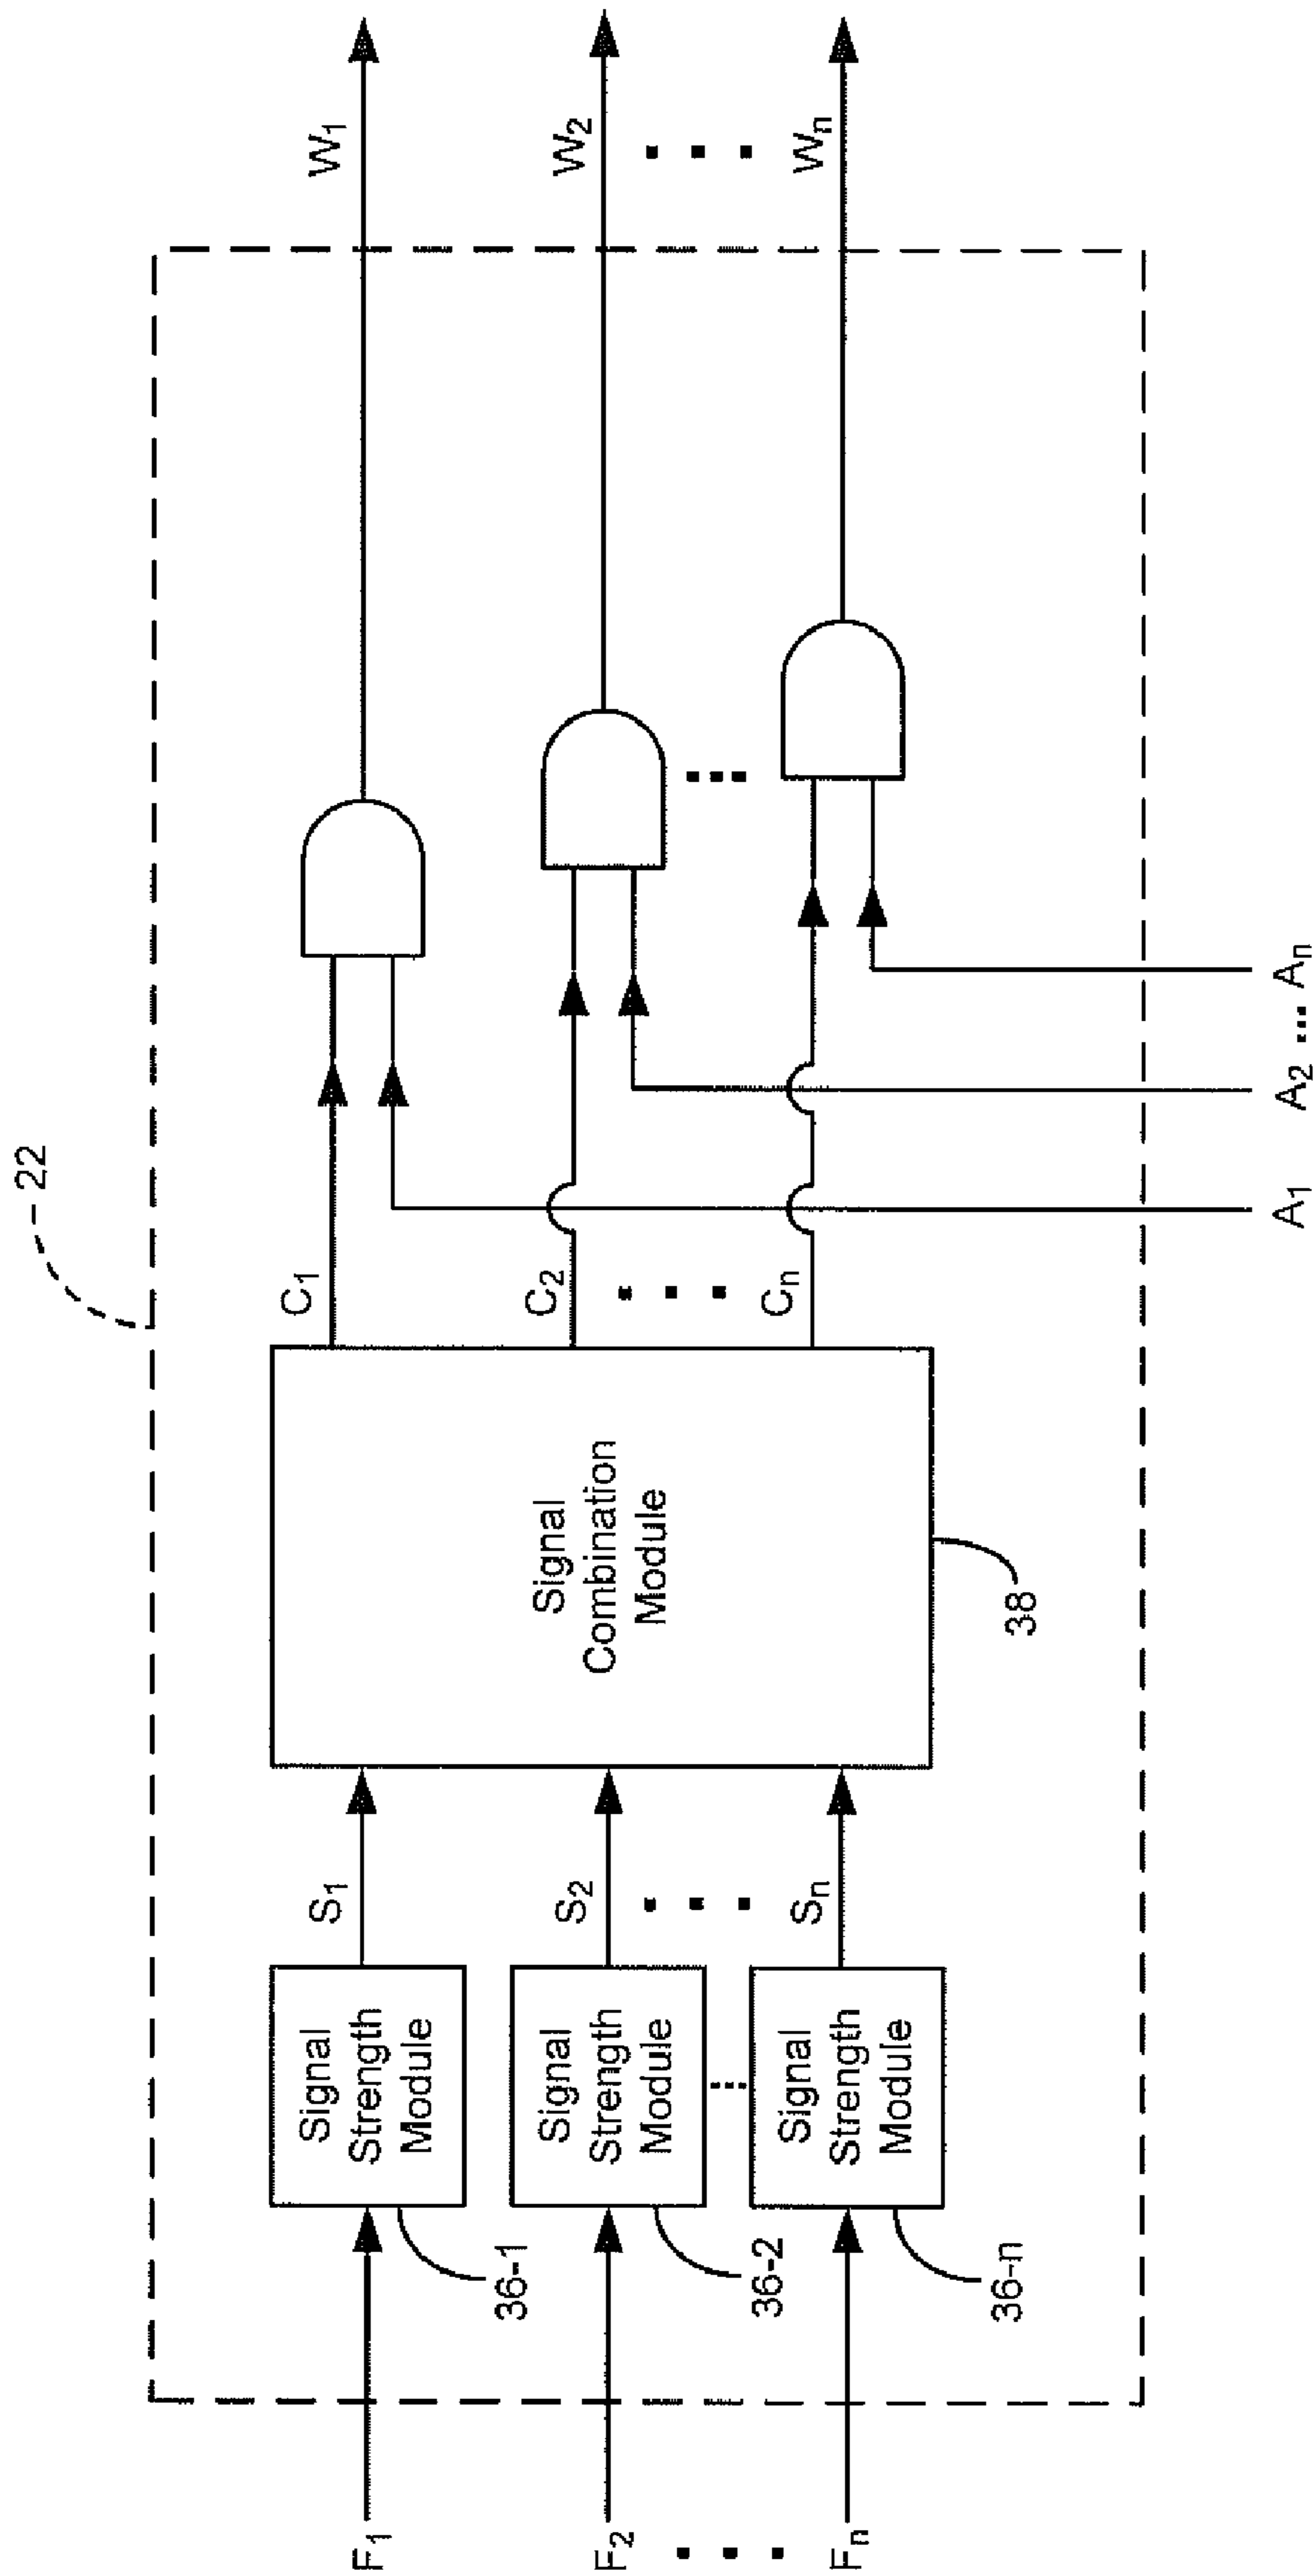 22
F1
F2
Fn
Signal
Strength
Module
36-1
Signal
Strength
Module
36-2
Signal
Strength
Module
36-n
S1
S2
Sn
Signal
Combination
Module
38
C1
C2
Cn
A1
A2
An
W1
W2
Wn